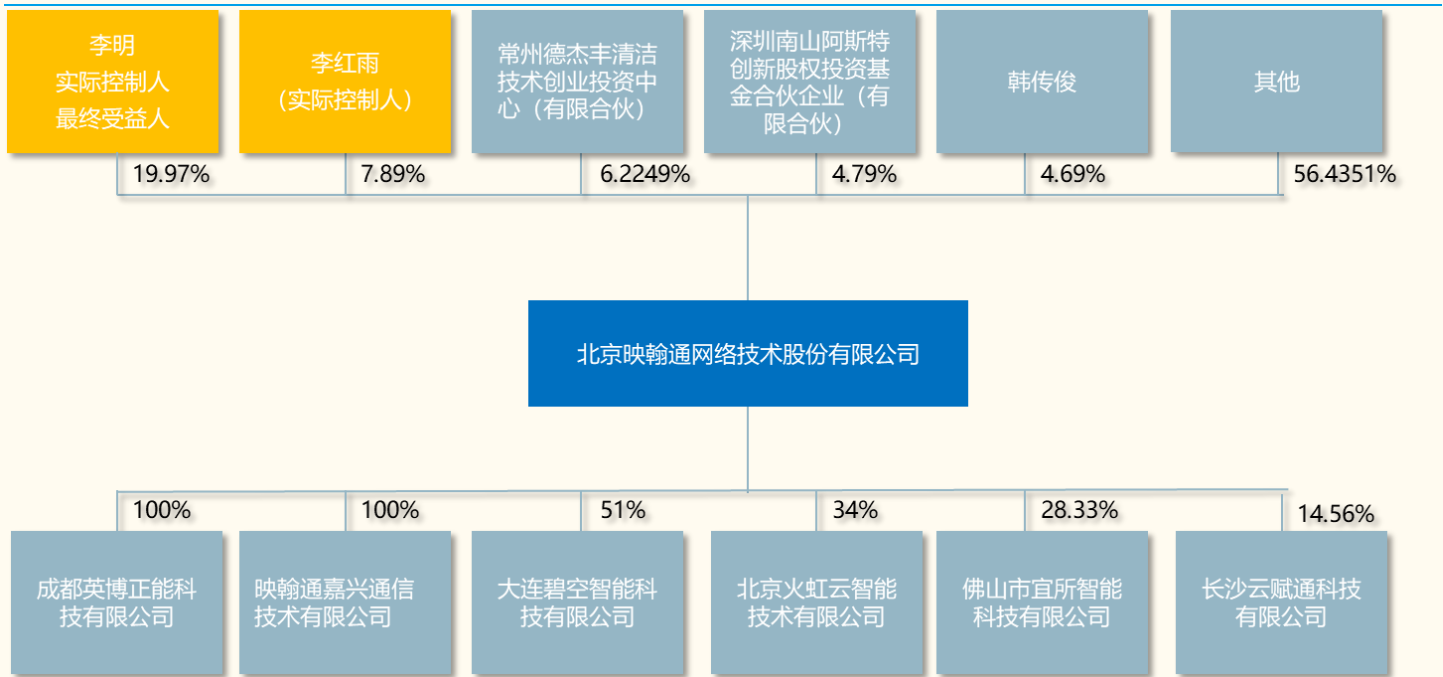 李明
实际控制人
最终受益人
李红雨
（实际控制人）
常州德杰丰清洁
技术创业投资中
心（有限合伙）
深圳南山阿斯特
创新股权投资基
金合伙企业（有
限合伙）
韩传俊
其他
19.97%
7.89%
6.2249%
4.79%
4.69%
56.4351%
北京映翰通网络技术股份有限公司
100%
100%
51%
34%
28.33%
14.56%
成都英博正能科
技有限公司
映翰通嘉兴通信
技术有限公司
大连碧空智能科
技有限公司
北京火虹云智能
技术有限公司
佛山市宜所智能
科技有限公司
长沙云赋通科技
有限公司